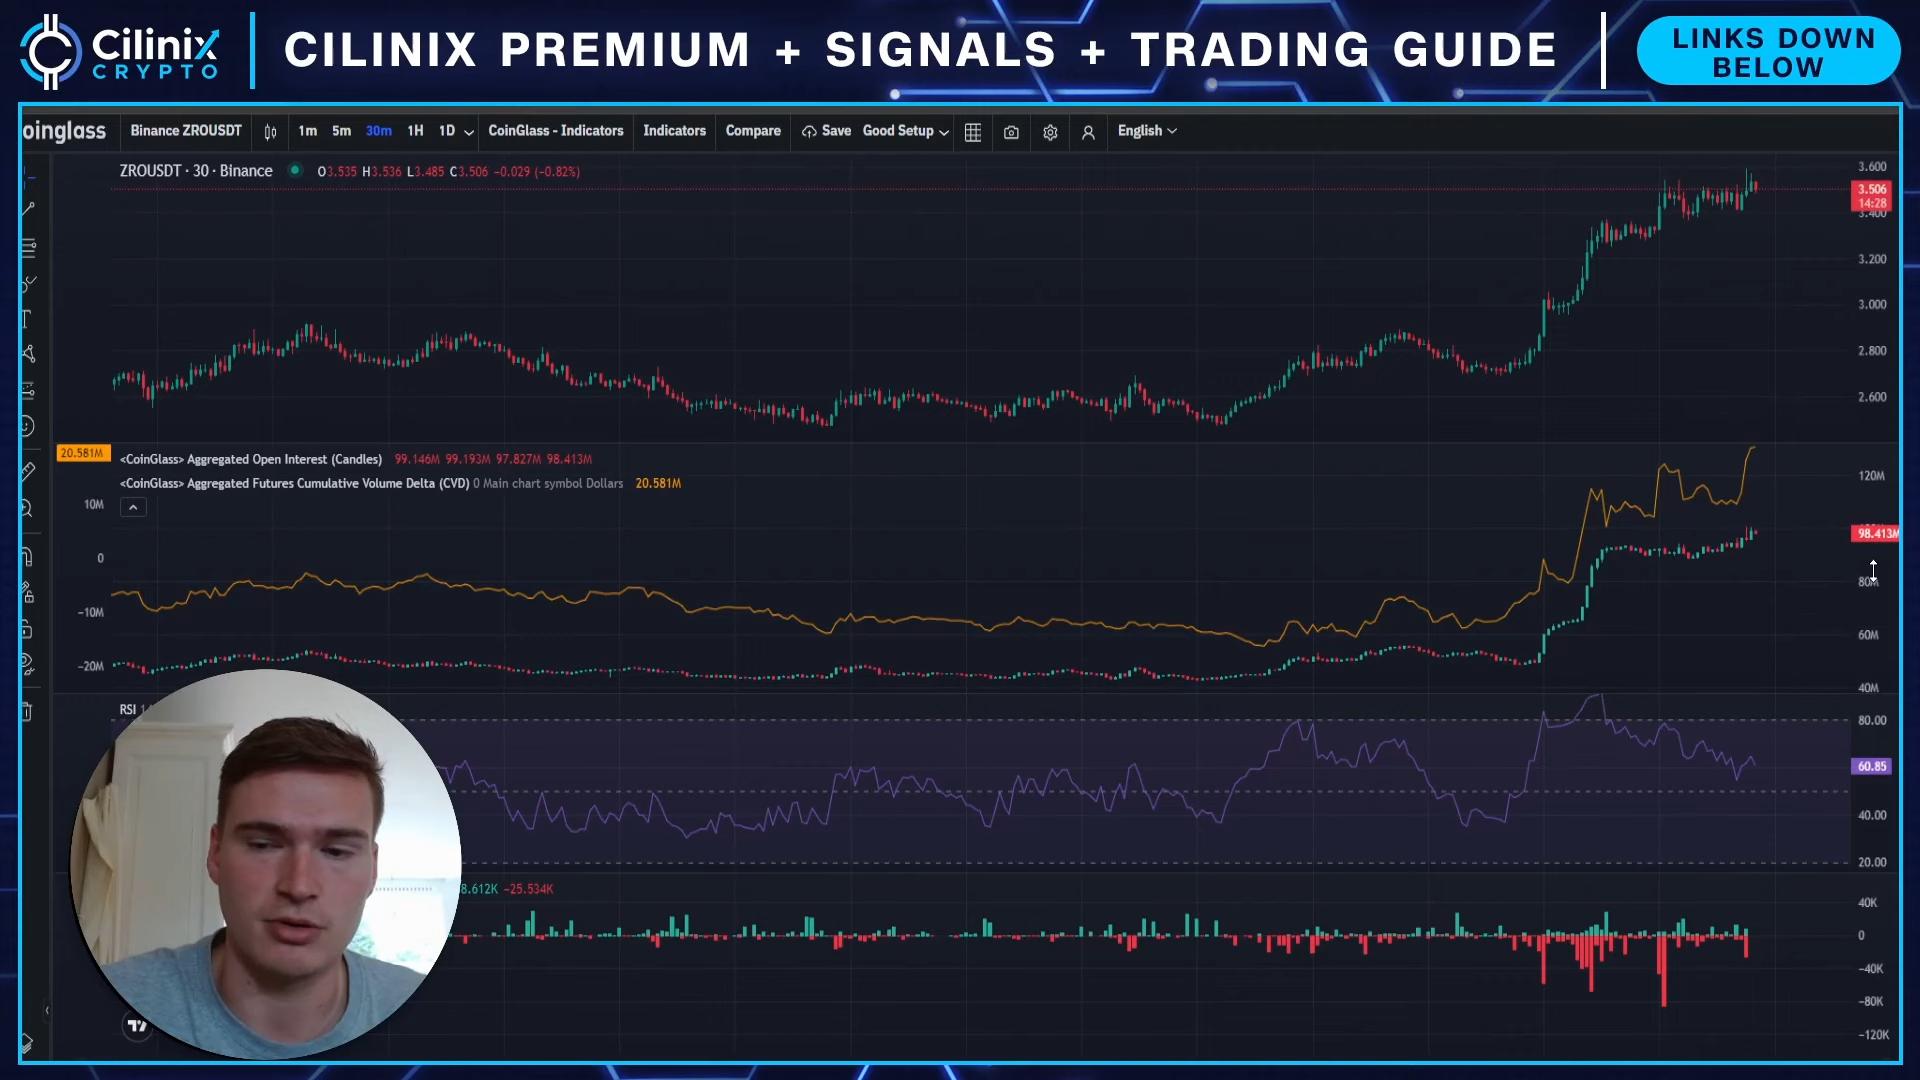 Cilinix
CRYPTO
CILINIX PREMIUM + SIGNALS + TRADING GUIDE
LINKS DOWN
BELOW
oinglass
Binance ZROUSDT
1m 5m 30m 1H 1D
CoinGlass - Indicators
Indicators
Compare
Save
Good Setup
English
ZROUSDT · 30 · Binance
O3.535 H3.536 L3.485 C3.506 −0.029 (−0.82%)
3.600
3.506
14:28
3.400
3.200
3.000
2.800
2.600
20.581M
<CoinGlass> Aggregated Open Interest (Candles) 99.146M 99.193M 97.827M 98.413M
<CoinGlass> Aggregated Futures Cumulative Volume Delta (CVD) 0 Main chart symbol Dollars 20.581M
10M
0
−10M
−20M
120M
98.413M
80M
60M
40M
RSI
80.00
60.85
40.00
20.00
8.612K −25.534K
40K
0
−40K
−80K
−120K